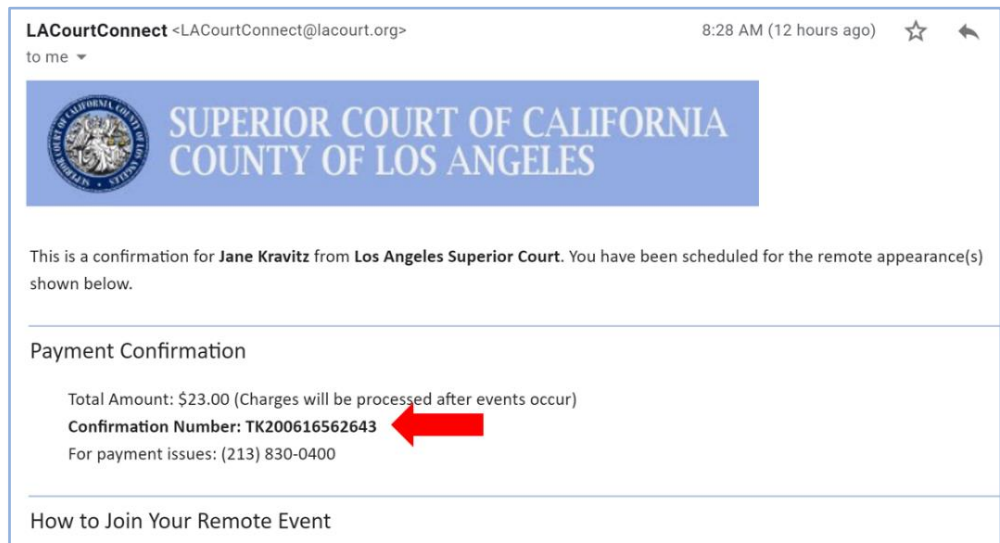 LACourtConnect <LACourtConnect@lacourt.org>
8:28 AM (12 hours ago)
to me
SUPERIOR COURT OF CALIFORNIA
COUNTY OF LOS ANGELES
This is a confirmation for Jane Kravitz from Los Angeles Superior Court. You have been scheduled for the remote appearance(s)
shown below.
Payment Confirmation
Total Amount: $23.00 (Charges will be processed after events occur)
Confirmation Number: TK200616562643
For payment issues: (213) 830-0400
How to Join Your Remote Event